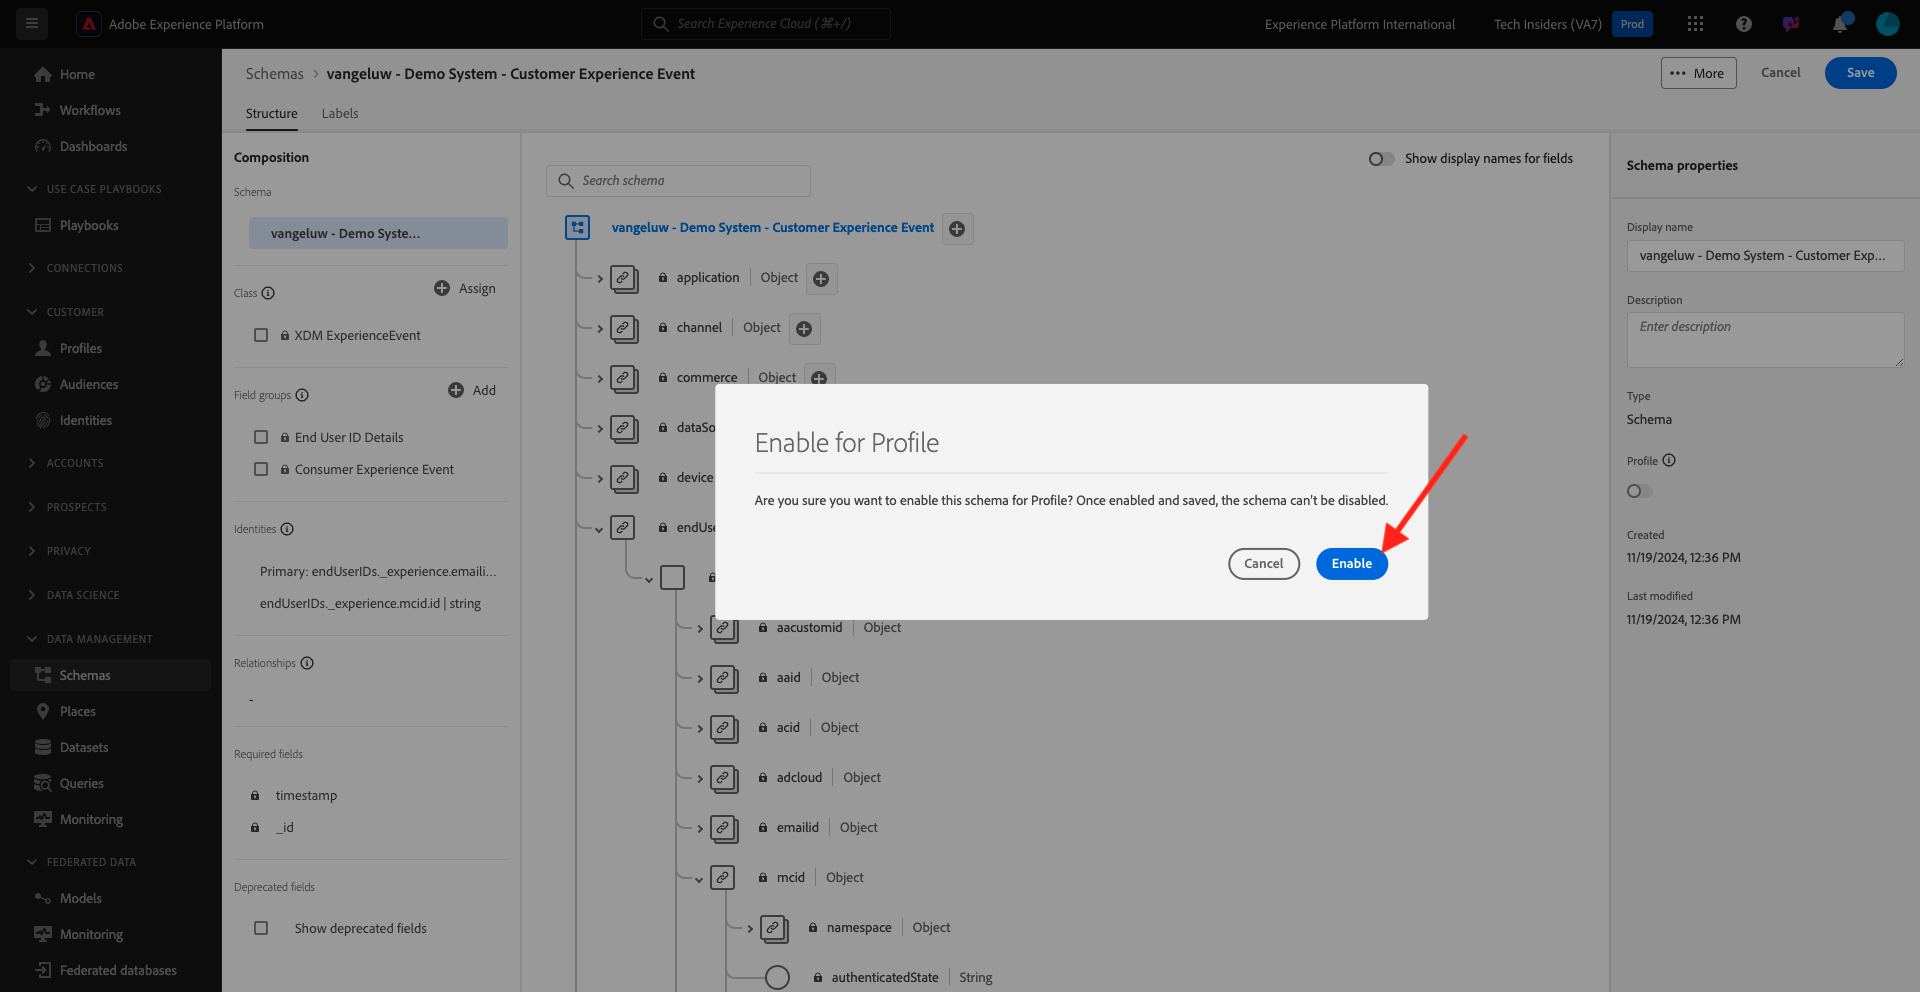 Adobe Experience Platform
Search Experience Cloud (⌘+/)
Experience Platform International
Tech Insiders (VA7)
Prod
Home
Workflows
Dashboards
USE CASE PLAYBOOKS
Playbooks
CONNECTIONS
CUSTOMER
Profiles
Audiences
Identities
ACCOUNTS
PROSPECTS
PRIVACY
DATA SCIENCE
DATA MANAGEMENT
Schemas
Places
Datasets
Queries
Monitoring
FEDERATED DATA
Models
Monitoring
Federated databases
Schemas > vangeluw - Demo System - Customer Experience Event
More
Cancel
Save
Structure
Labels
Composition
Schema
vangeluw - Demo Syste...
Class
Assign
XDM ExperienceEvent
Field groups
Add
End User ID Details
Consumer Experience Event
Identities
Primary: endUserIDs._experience.emaili...
endUserIDs._experience.mcid.id | string
Relationships
-
Required fields
timestamp
_id
Deprecated fields
Show deprecated fields
Search schema
Show display names for fields
vangeluw - Demo System - Customer Experience Event
application | Object
channel | Object
commerce | Object
dataSo
device
endUse
aacustomid | Object
aaid | Object
acid | Object
adcloud | Object
emailid | Object
mcid | Object
namespace | Object
authenticatedState | String
Enable for Profile
Are you sure you want to enable this schema for Profile? Once enabled and saved, the schema can't be disabled.
Cancel
Enable
Schema properties
Display name
vangeluw - Demo System - Customer Exp...
Description
Enter description
Type
Schema
Profile
Created
11/19/2024, 12:36 PM
Last modified
11/19/2024, 12:36 PM